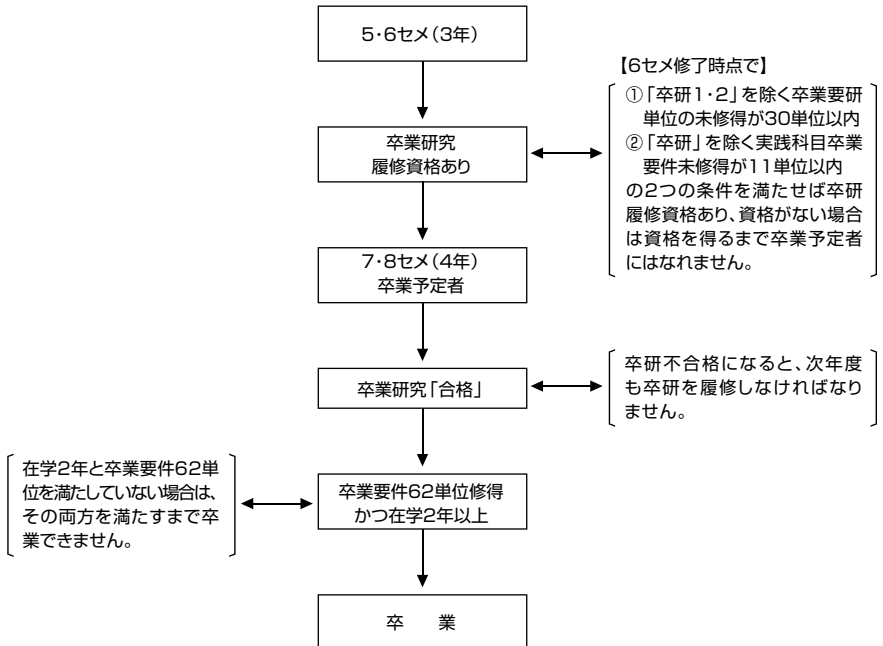 5・6セメ(3年)
【6セメ修了時点で】
①「卒研1・2」を除く卒業要研
単位の未修得が30単位以内
②「卒研」を除く実践科目卒業
要件未修得が11単位以内
の2つの条件を満たせば卒研
履修資格あり、資格がない場合
は資格を得るまで卒業予定者
にはなれません。
卒業研究
履修資格あり
7・8セメ(4年)
卒業予定者
卒業研究「合格」
卒研不合格になると、次年度
も卒研を履修しなければなり
ません。
在学2年と卒業要件62単
位を満たしていない場合は、
その両方を満たすまで卒
業できません。
卒業要件62単位修得
かつ在学2年以上
卒　業